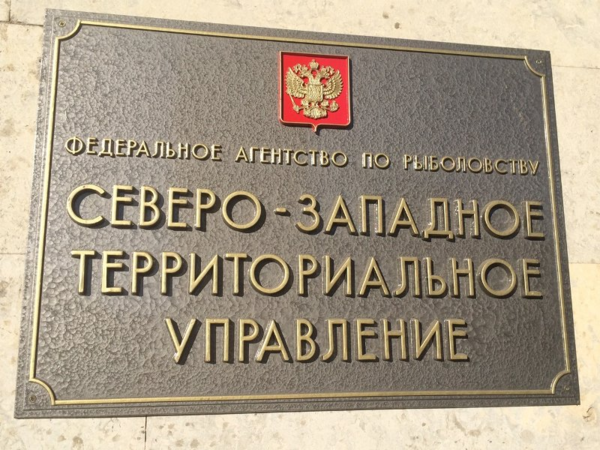 ФЕДЕРАЛЬНОЕ АГЕНТСТВО ПО РЫБОЛОВСТВУ
СЕВЕРО-ЗАПАДНОЕ
ТЕРРИТОРИАЛЬНОЕ
УПРАВЛЕНИЕ